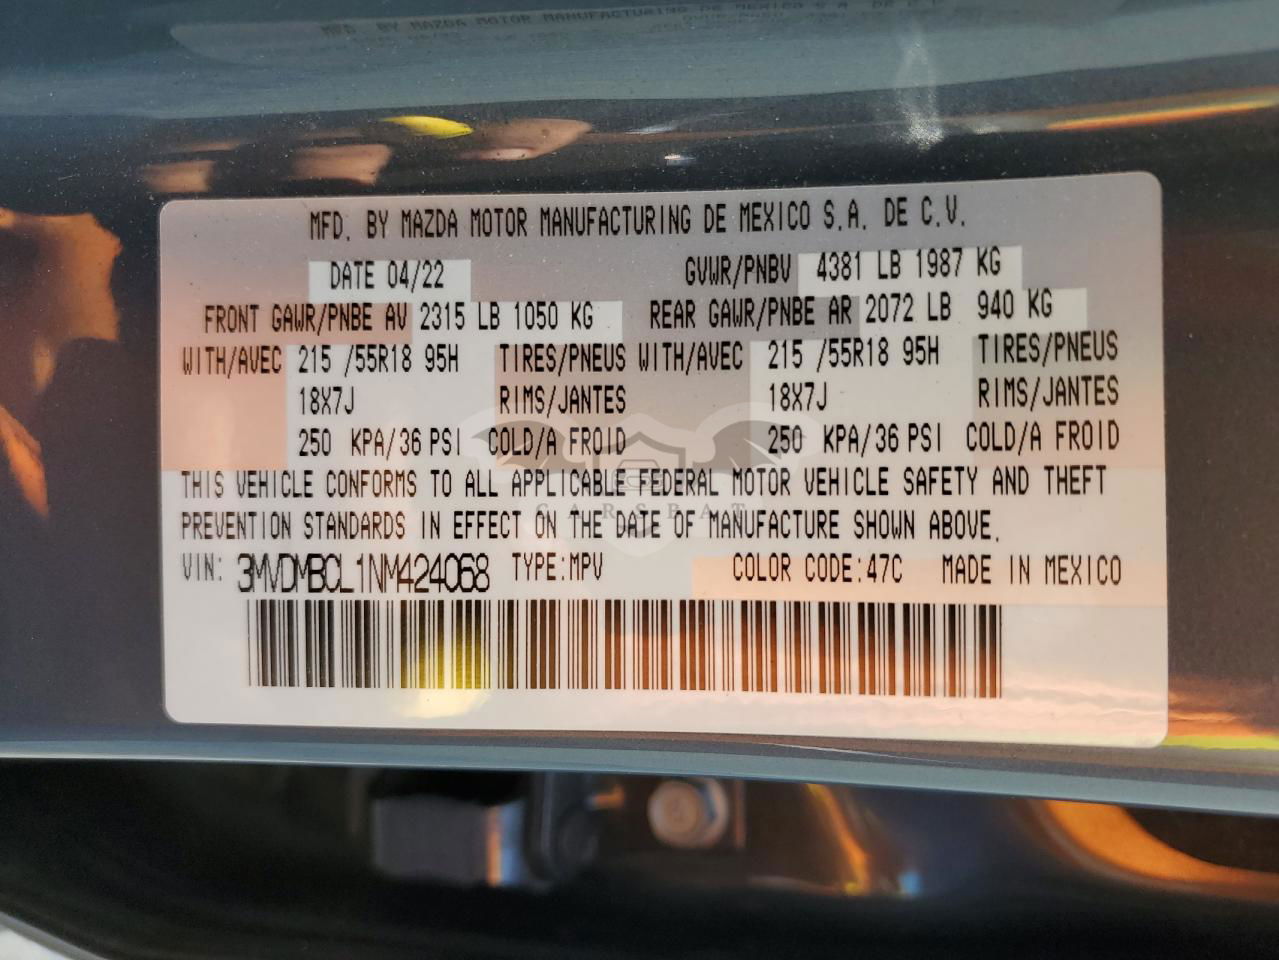 MFD. BY MAZDA MOTOR MANUFACTURING DE MEXICO S.A. DE C.V.
DATE 04/22 GVWR/PNBV 4381 LB 1987 KG
FRONT GAWR/PNBE AV 2315 LB 1050 KG REAR GAWR/PNBE AR 2072 LB 940 KG
WITH/AVEC 215 /55R18 95H TIRES/PNEUS WITH/AVEC 215 /55R18 95H TIRES/PNEUS
18X7J RIMS/JANTES 18X7J RIMS/JANTES
250 KPA/36 PSI COLD/A FROID 250 KPA/36 PSI COLD/A FROID
THIS VEHICLE CONFORMS TO ALL APPLICABLE FEDERAL MOTOR VEHICLE SAFETY AND THEFT
CARSBAT
PREVENTION STANDARDS IN EFFECT ON THE DATE OF MANUFACTURE SHOWN ABOVE.
VIN: 3MVDMBCL1NM424068 TYPE:MPV COLOR CODE:47C MADE IN MEXICO